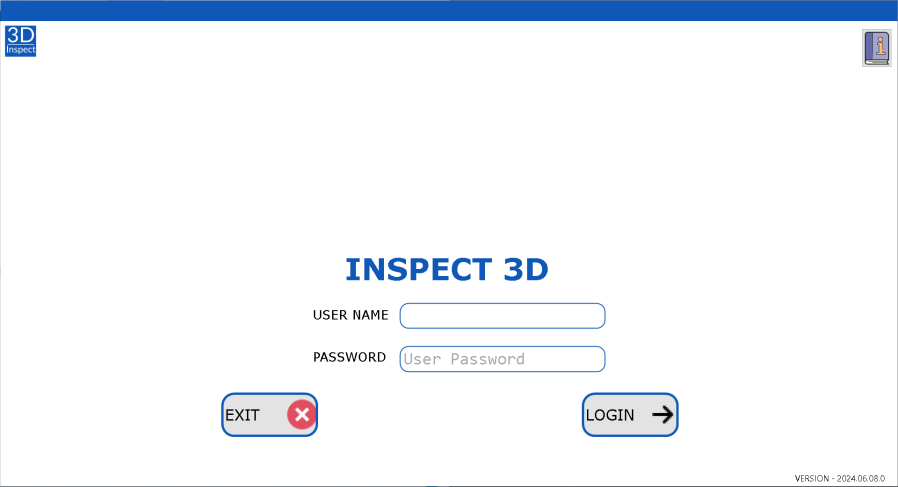 3D
Inspect
i
INSPECT 3D
USER NAME
PASSWORD User Password
EXIT LOGIN
VERSION - 2024.06.08.0